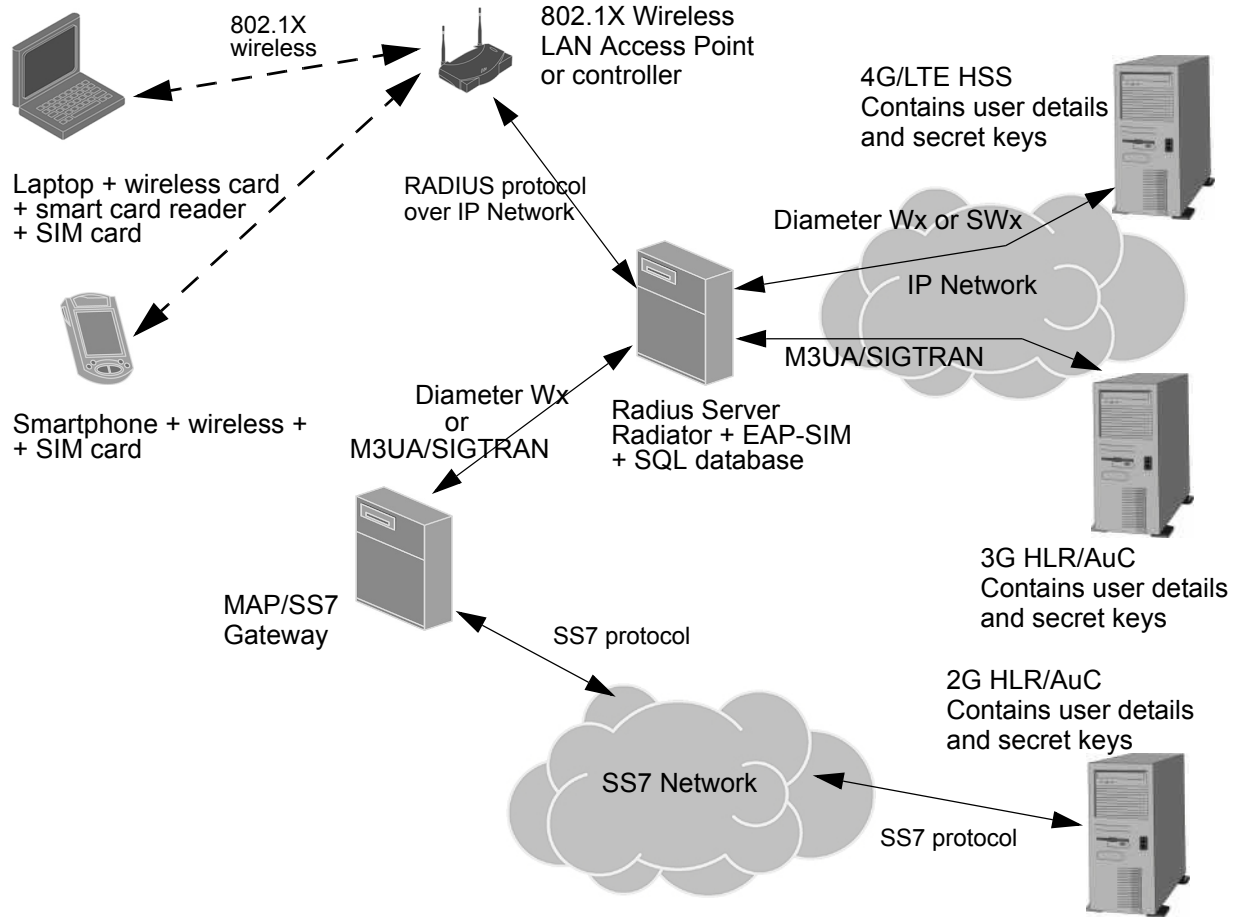 802.1X
wireless
802.1X Wireless
LAN Access Point
or controller
4G/LTE HSS
Contains user details
and secret keys
Laptop + wireless card
+ smart card reader
+ SIM card
RADIUS protocol
over IP Network
Diameter Wx or SWx
IP Network
M3UA/SIGTRAN
Smartphone + wireless +
+ SIM card
Diameter Wx
or
M3UA/SIGTRAN
Radius Server
Radiator + EAP-SIM
+ SQL database
3G HLR/AuC
Contains user details
and secret keys
MAP/SS7
Gateway
SS7 protocol
2G HLR/AuC
Contains user details
and secret keys
SS7 Network
SS7 protocol